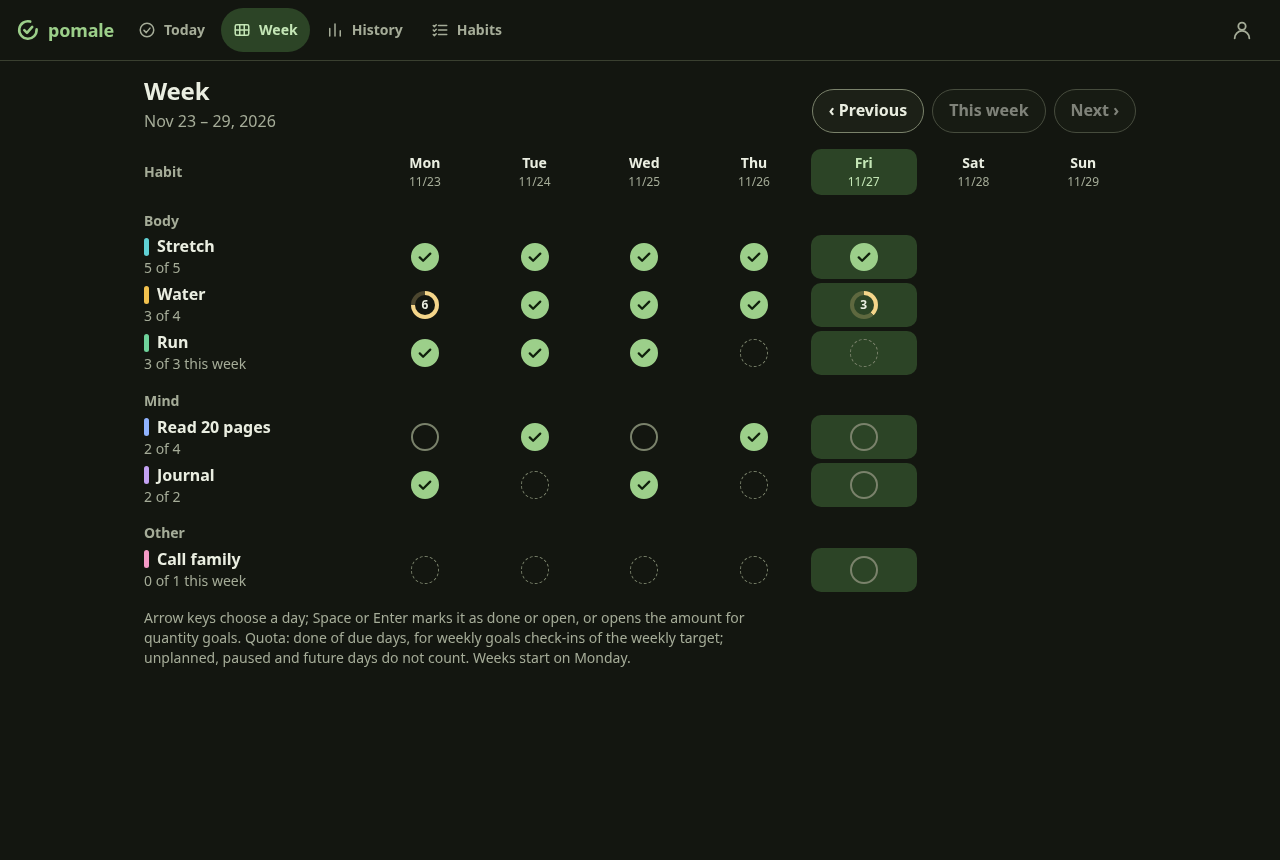 pomale Today Week History Habits
Week
Nov 23 – 29, 2026
‹ Previous This week Next ›
Habit Mon Tue Wed Thu Fri Sat Sun
11/23 11/24 11/25 11/26 11/27 11/28 11/29
Body
Stretch
5 of 5
Water 6 3
3 of 4
Run
3 of 3 this week
Mind
Read 20 pages
2 of 4
Journal
2 of 2
Other
Call family
0 of 1 this week
Arrow keys choose a day; Space or Enter marks it as done or open, or opens the amount for
quantity goals. Quota: done of due days, for weekly goals check-ins of the weekly target;
unplanned, paused and future days do not count. Weeks start on Monday.